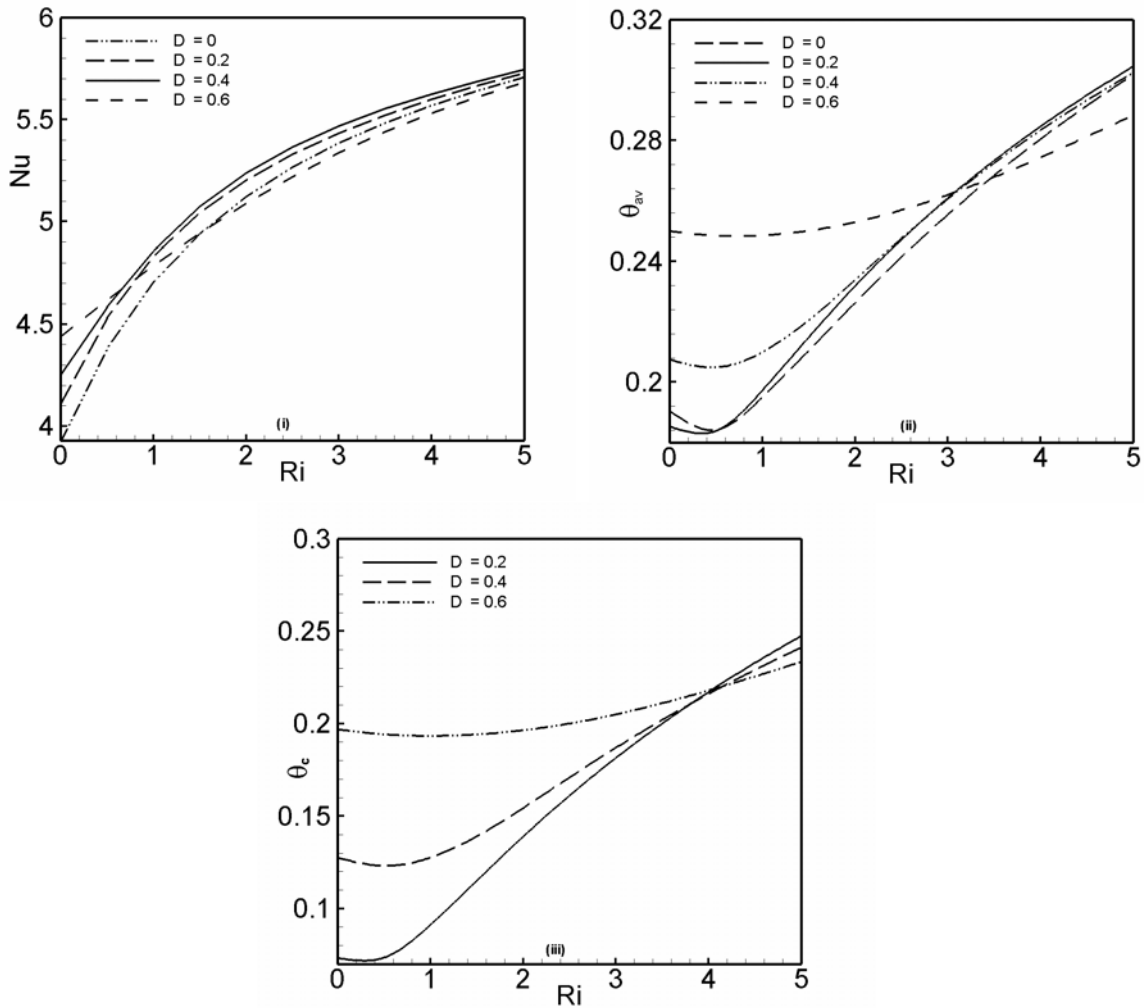 6
5.5
5
4.5
4
Nu
D = 0
D = 0.2
D = 0.4
D = 0.6
(i)
0 1 2 3 4 5
Ri
0.32
0.28
0.24
0.2
θav
D = 0
D = 0.2
D = 0.4
D = 0.6
(ii)
0 1 2 3 4 5
Ri
0.3
0.25
0.2
0.15
0.1
θc
D = 0.2
D = 0.4
D = 0.6
(iii)
0 1 2 3 4 5
Ri